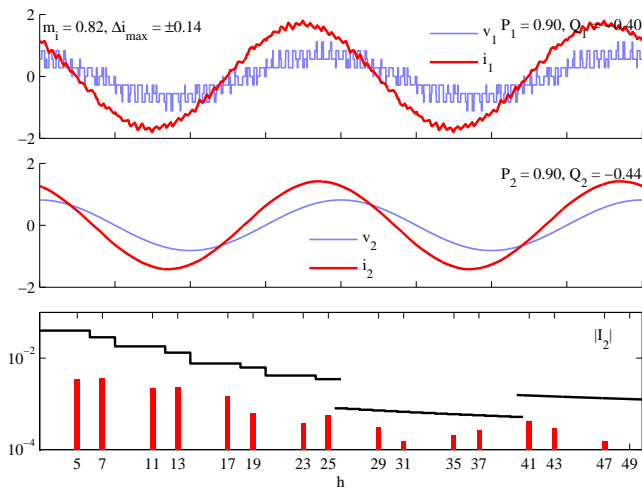 m_i = 0.82, Δi_max = ±0.14
P_1 = 0.90, Q_1 = −0.40
v_1
i_1
2
0
−2
P_2 = 0.90, Q_2 = −0.44
v_2
i_2
2
0
−2
|I_2|
10^−2
10^−4
5 7 11 13 17 19 23 25 29 31 35 37 41 43 47 49
h